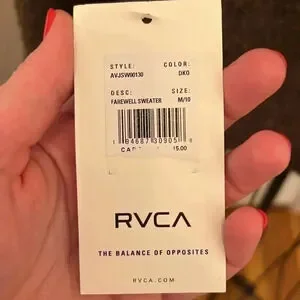 STYLE: COLOR:
AVJSW00130 DKO
DESC: SIZE:
FAREWELL SWEATER M/10
RVCA
THE BALANCE OF OPPOSITES
RVCA.COM